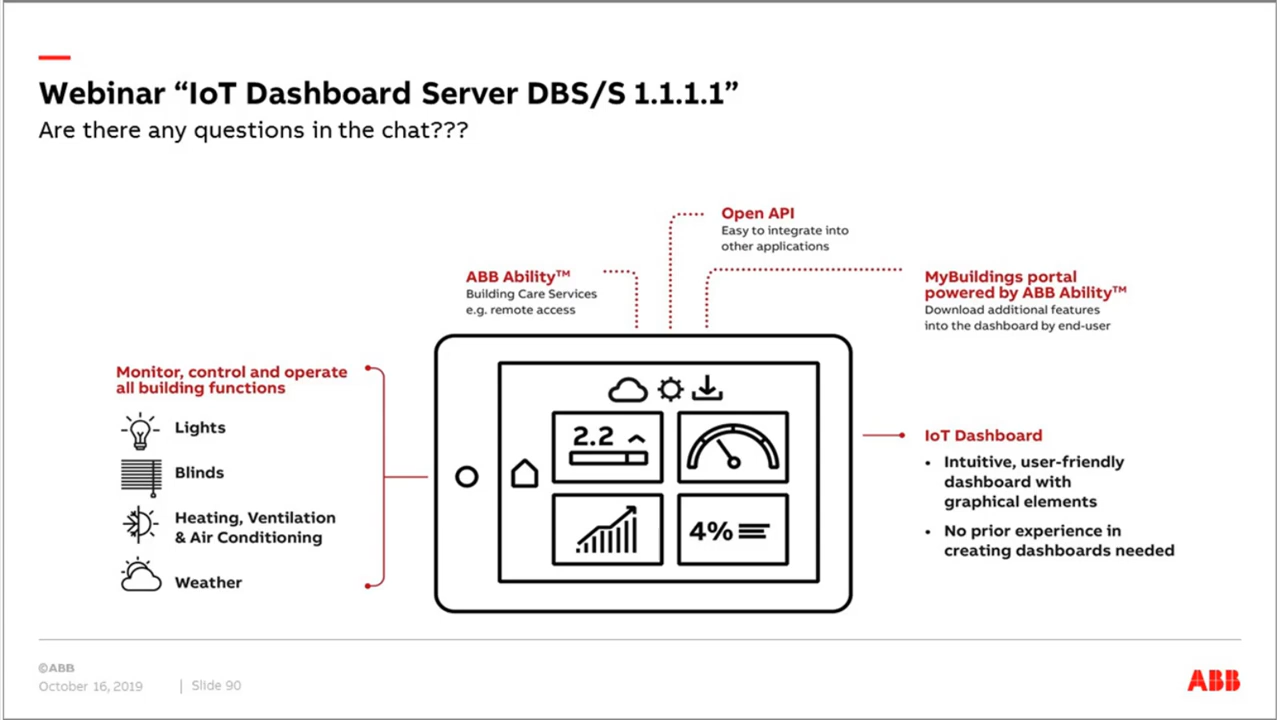 Webinar “IoT Dashboard Server DBS/S 1.1.1.1”
Are there any questions in the chat???
Open API
Easy to integrate into
other applications
ABB Ability™
Building Care Services
e.g. remote access
MyBuildings portal
powered by ABB Ability™
Download additional features
into the dashboard by end-user
Monitor, control and operate
all building functions
Lights
Blinds
Heating, Ventilation
& Air Conditioning
Weather
2.2
4%
IoT Dashboard
• Intuitive, user-friendly
dashboard with
graphical elements
• No prior experience in
creating dashboards needed
©ABB
October 16, 2019 | Slide 90
ABB